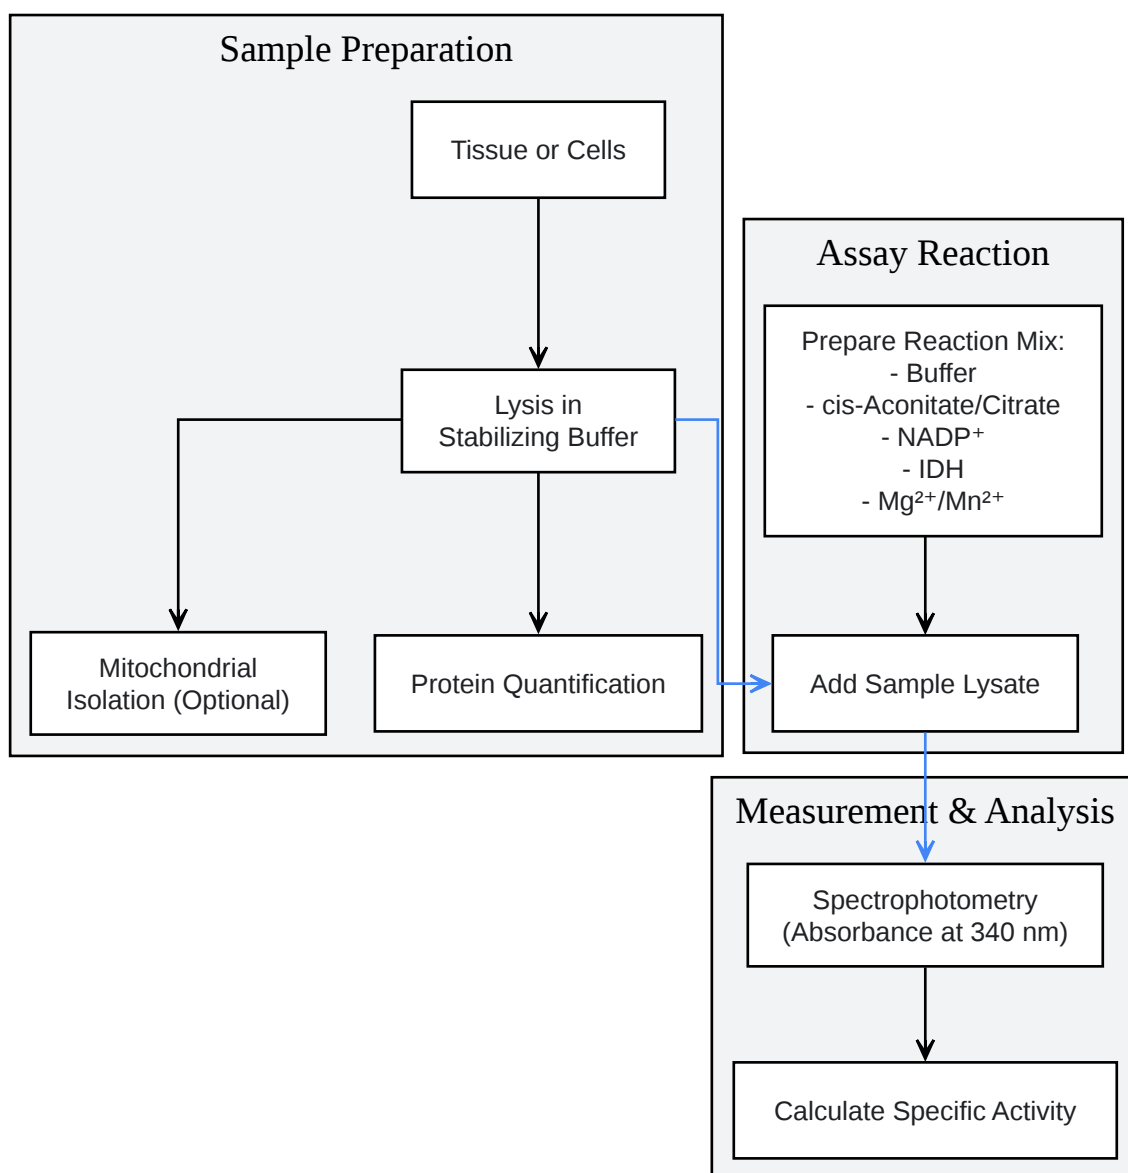 Sample Preparation
Tissue or Cells
Lysis in
Stabilizing Buffer
Mitochondrial
Isolation (Optional)
Protein Quantification
Assay Reaction
Prepare Reaction Mix:
- Buffer
- cis-Aconitate/Citrate
- NADP⁺
- IDH
- Mg²⁺/Mn²⁺
Add Sample Lysate
Measurement & Analysis
Spectrophotometry
(Absorbance at 340 nm)
Calculate Specific Activity